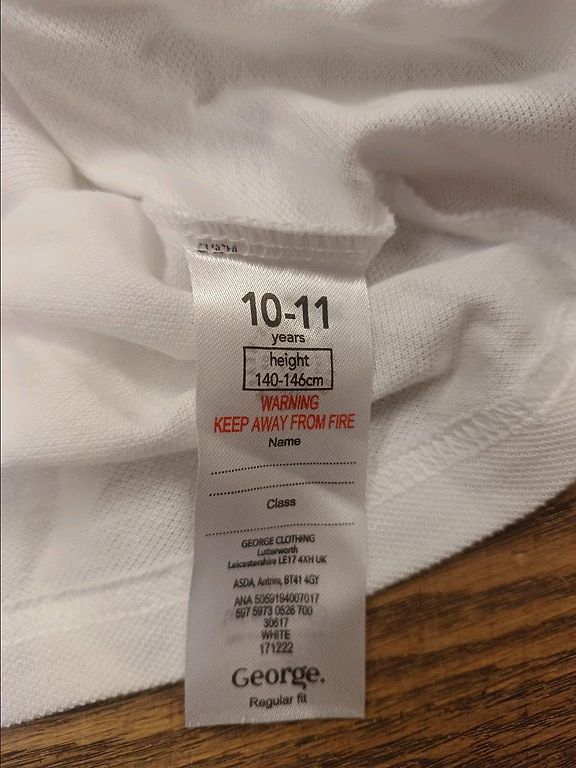 10-11
years
height
140-146cm
WARNING
KEEP AWAY FROM FIRE
Name
Class
GEORGE CLOTHING
Lutterworth
Leicestershire LE17 4XH UK
ASDA, Antrim, BT41 4GY
ANA 5059194007017
597 5973 0526 700
30617
WHITE
171222
George.
Regular fit